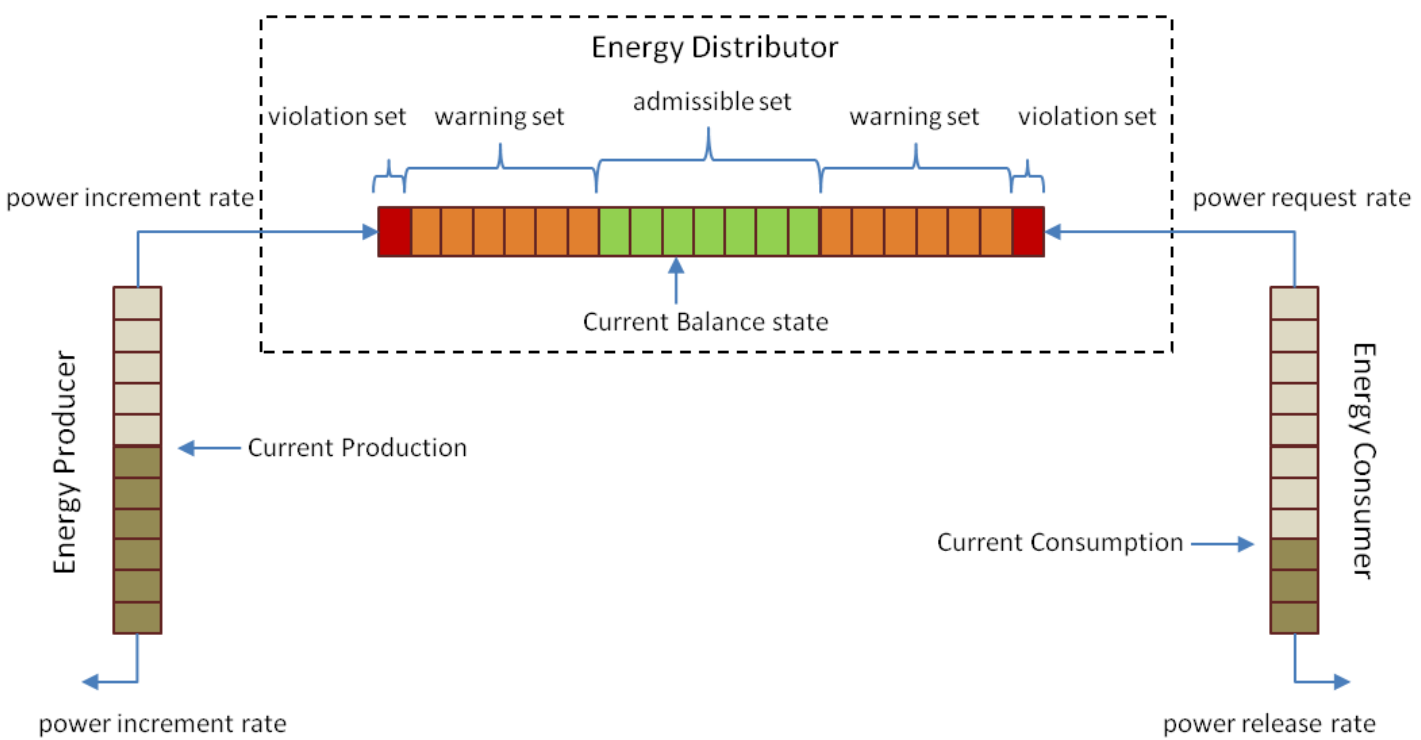 Energy Distributor
violation set
warning set
admissible set
warning set
violation set
power increment rate
power request rate
Current Balance state
Energy Producer
Current Production
Energy Consumer
Current Consumption
power increment rate
power release rate